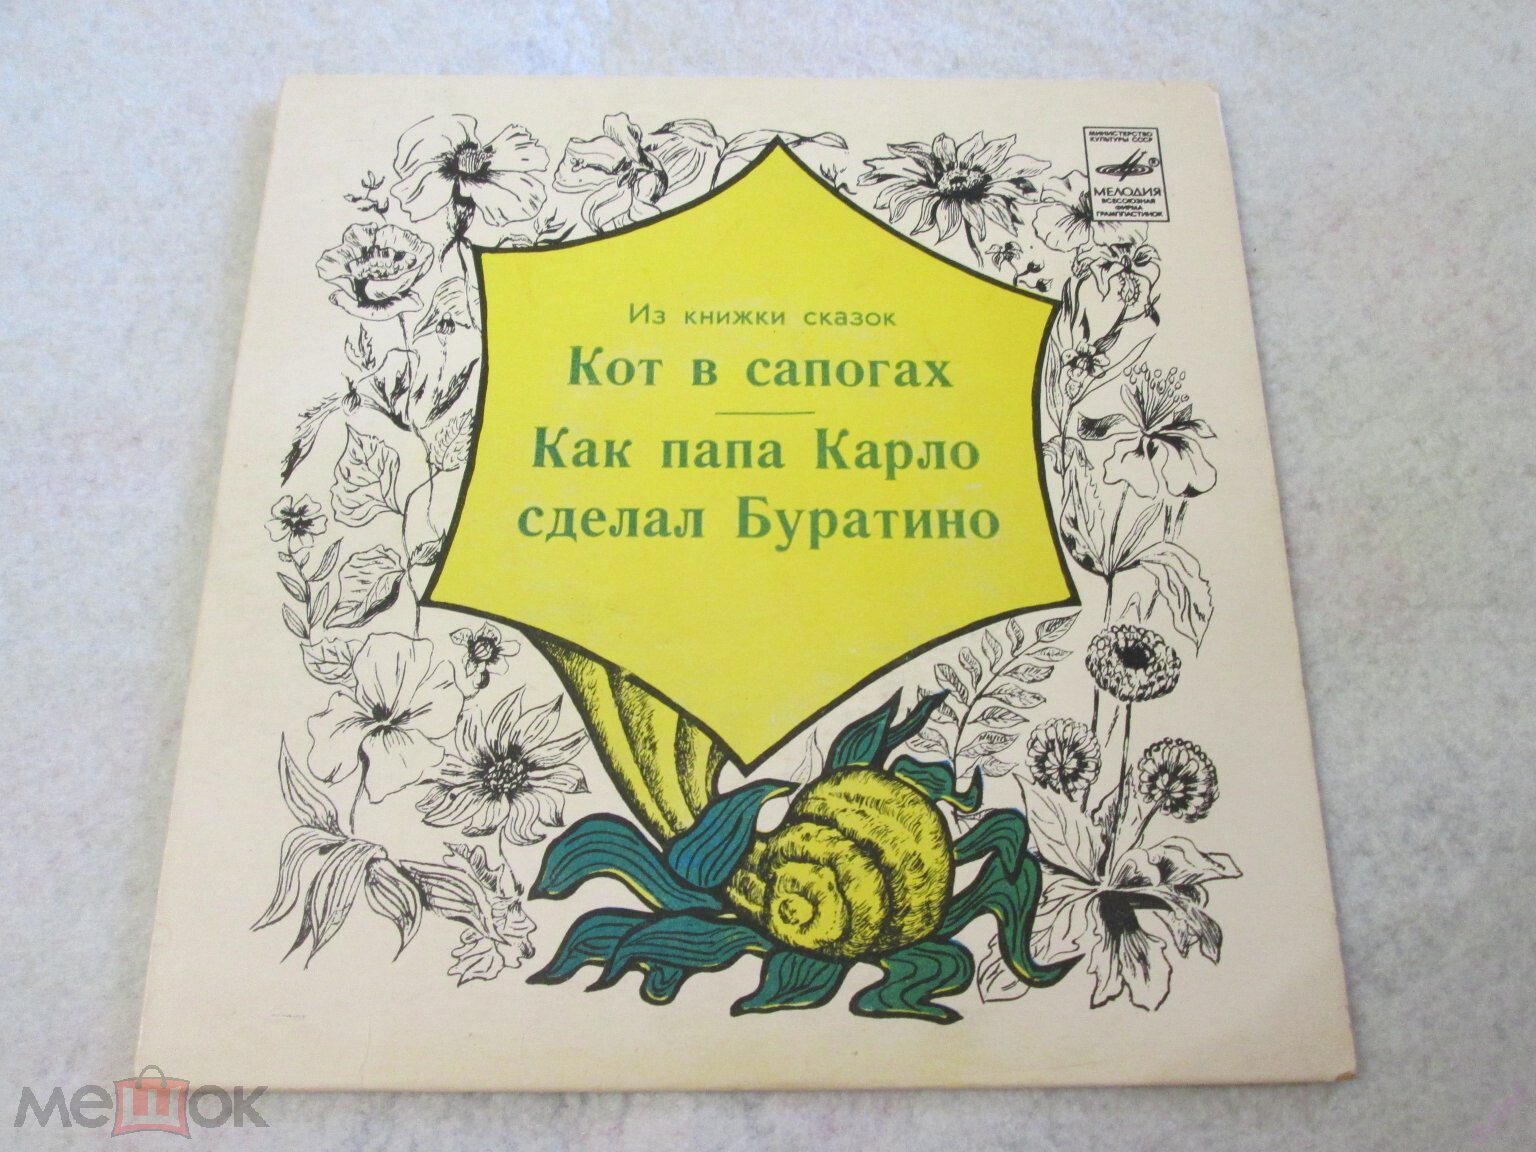 МИНИСТЕРСТВО
КУЛЬТУРЫ СССР
МЕЛОДИЯ
ВСЕСОЮЗНАЯ
ФИРМА
ГРАМПЛАСТИНОК
Из книжки сказок
Кот в сапогах
Как папа Карло
сделал Буратино
мешок